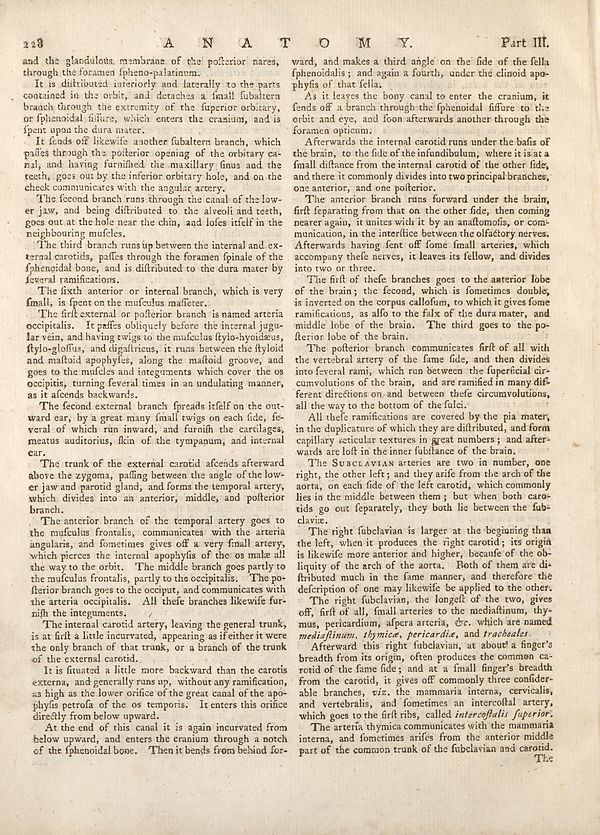 228 A N A T O M Y. Part III.
and the glandulous membrane of the poſterior nares,
through the foramen ſpheno-palatinum.
It is diſtributed inferiorly and laterally to the parts
contained in the orbit, and detaches a ſmall ſubaltern
branch through the extremity of the ſuperior orbitary,
or ſphenoidal fiſſure, which enters the cranium, and is
ſpent upon the dura mater.
It ſends off likewiſe another ſubaltern branch, which
paſſes through the poſterior opening of the orbitary ca-
nal, and having furniſhed the maxillary ſinus and the
teeth, goes out by the inferior orbitary hole, and on the
cheek communicates with the angular artery.
The ſecond branch runs through the canal of the low-
er jaw, and being diſtributed to the alveoli and teeth,
goes out at the hole near the chin, and loſes itſelf in the
neighbouring muſcles.
The third branch runs up between the internal and ex-
ternal carotids, paſſes through the foramen ſpinale of the
ſphenoidal bone, and is diſtributed to the dura mater by
ſeveral ramifications.
The ſixth anterior or internal branch, which is very
ſmall, is ſpent on the muſculus maſſeter.
The firſt external or poſterior branch is named arteria
occipitalis. It paſſes obliquely before the internal jugu-
lar vein, and having twigs to the muſculus ſtylo-hyoidæus,
ſtylo-gloſſus, and digaſtricus, it runs between the ſtyloid
and maſtoid apophyſes, along the maſtoid groove, and
goes to the muſcles and integuments which cover the os
occipitis, turning ſeveral times in an undulating manner,
as it aſcends backwards.
The ſecond external branch ſpreads itſelf on the out-
ward ear, by a great many ſmall twigs on each ſide, ſe-
veral of which run inward, and furniſh the cartilages,
meatus auditorius, ſkin of the tympanum, and internal
ear.
The trunk of the external carotid aſcends afterward
above the zygoma, paſſing between the angle of the low-
er jaw and parotid gland, and forms the temporal artery,
which divides into an anterior, middle, and poſterior
branch.
The anterior branch of the temporal artery goes to
the muſculus frontalis, communicates with the arteria
angularis, and ſometimes gives off a very ſmall artery,
which pierces the internal apophyſis of the os malæ all
the way to the orbit. The middle branch goes partly to
the muſculus frontalis, partly to the occipitalis. The po-
ſterior branch goes to the occiput, and communicates with
the arteria occipitalis. All theſe branches likewiſe fur-
niſh the integuments.
The internal carotid artery, leaving the general trunk,
is at firſt a little incurvated, appearing as if either it were
the only branch of that trunk, or a branch of the trunk
of the external carotid.
It is ſituated a little more backward than the carotis
externa, and generally runs up, without any ramification,
as high as the lower orifice of the great canal of the apo-
phyſis petroſa of the os temporis. It enters this orifice
directly from below upward.
At the end of this canal it is again incurvated from
below upward, and enters the cranium through a notch
of the ſphenoidal bone. Then it bends from behind for-
ward, and makes a third angle on the ſide of the ſella
ſphenoidalis; and again a fourth, under the clinoid apo-
phyſis of that ſella.
As it leaves the bony canal to enter the cranium, it
ſends off a branch through the ſphenoidal fiſſure to the
orbit and eye, and ſoon afterwards another through the
foramen opticum.
Afterwards the internal carotid runs under the baſis of
the brain, to the ſide of the infundibulum, where it is at a
ſmall diſtance from the internal carotid of the other ſide,
and there it commonly divides into two principal branches,
one anterior, and one poſterior.
The anterior branch runs forward under the brain,
firſt ſeparating from that on the other ſide, then coming
nearer again, it unites with it by an anaſtomoſis, or com-
munication, in the interſtice between the olfactory nerves.
Afterwards having ſent off ſome ſmall arteries, which
accompany theſe nerves, it leaves its fellow, and divides
into two or three.
The firſt of theſe branches goes to the anterior lobe
of the brain; the ſecond, which is ſometimes double,
is inverted on the corpus calloſum, to which it gives ſome
ramifications, as alſo to the falx of the dura mater, and
middle lobe of the brain. The third goes to the po-
ſterior lobe of the brain.
The poſterior branch communicates firſt of all with
the vertebral artery of the ſame ſide, and then divides
into ſeveral rami, which run between the ſuperficial cir-
cumvolutions of the brain, and are ramified in many dif-
ferent directions on and between theſe circumvolutions,
all the way to the bottom of the ſulci.
All theſe ramifications are covered by the pia mater,
in the duplicature of which they are diſtributed, and form
capillary reticular textures in great numbers; and after-
wards are loſt in the inner ſubſtance of the brain.
The SUBCLAVIAN arteries are two in number, one
right, the other left; and they ariſe from the arch of the
aorta, on each ſide of the left carotid, which commonly
lies in the middle between them; but when both caro-
tids go out ſeparately, they both lie between the ſub-
claviæ.
The right ſubclavian is larger at the beginning than
the left, when it produces the right carotid; its origin
is likewiſe more anterior and higher, becauſe of the ob-
liquity of the arch of the aorta. Both of them are di-
ſtributed much in the ſame manner, and therefore the
deſcription of one may likewiſe be applied to the other.
The right ſubclavian, the longeſt of the two, gives
off, firſt of all, ſmall arteries to the mediaſtinum, thy-
mus, pericardium, aſpera arteria, &c. which are named
mediaſtinum, thymicæ, pericardiæ, and tracheales.
Afterward this right ſubclavian, at about a finger's
breadth from its origin, often produces the common ca-
rotid of the ſame ſide; and at a ſmall finger's breadth
from the carotid, it gives off commonly three conſider-
able branches, viz. the mammaria interna, cervicalis,
and vertebralis, and ſometimes an intercoſtal artery,
which goes to the firſt ribs, called intercoſtalis ſuperior.
The arteria thymica communicates with the mammaria
interna, and ſometimes ariſes from the anterior middle
part of the common trunk of the ſubclavian and carotid.
The